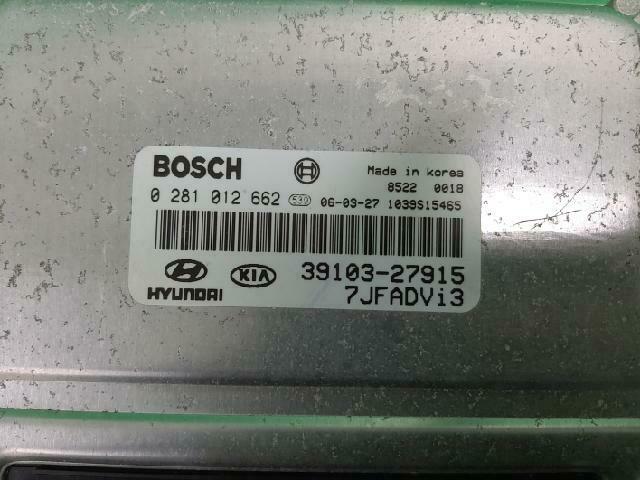 BOSCH
Made in korea
8522 0018
0 281 012 662 06-03-27 1039S15465
HYUNDAI KIA 39103-27915
7JFADVi3